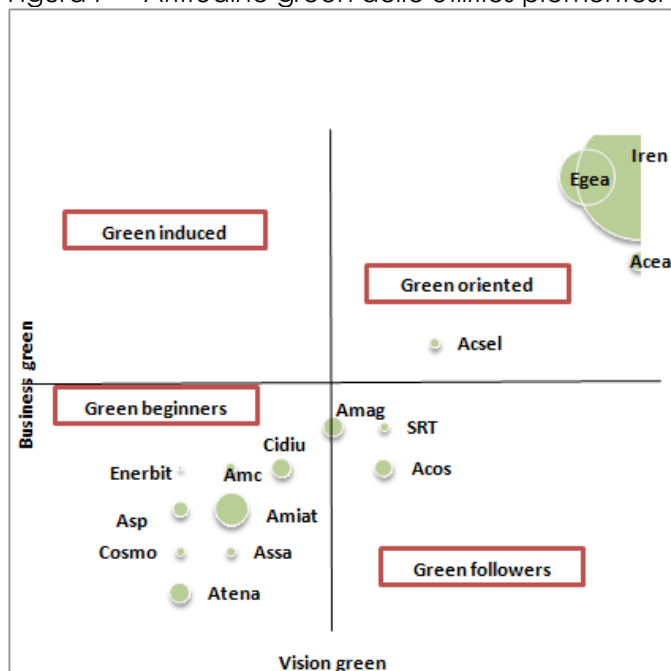 Iren
Egea
Green induced
Acea
Green oriented
Acsel
Business green
Green beginners
Amag
SRT
Cidiu
Enerbit
Amc
Acos
Asp
Amiat
Cosmo
Assa
Green followers
Atena
Vision green